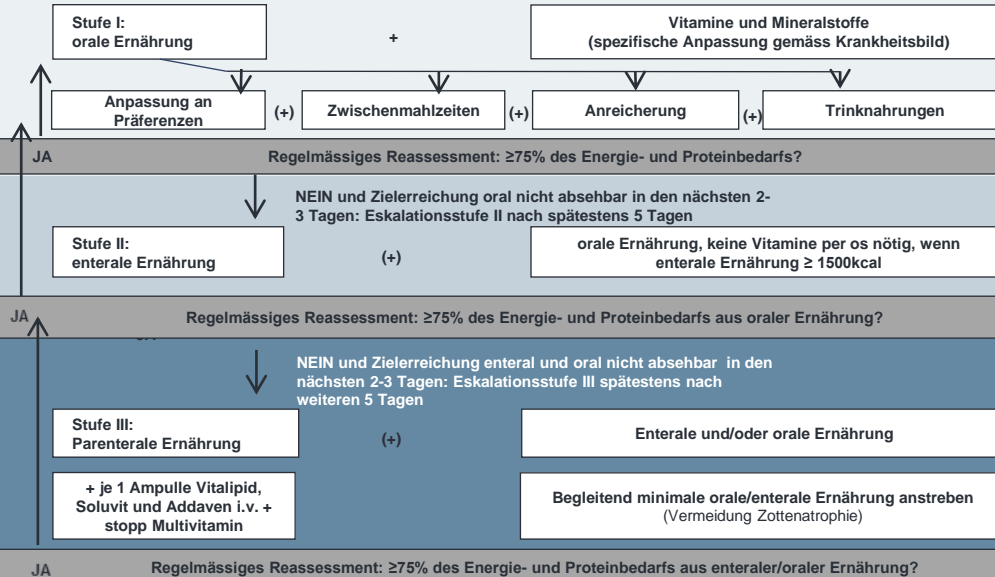 Stufe I:
orale Ernährung
+
Vitamine und Mineralstoffe
(spezifische Anpassung gemäss Krankheitsbild)
Anpassung an
Präferenzen
(+)
Zwischenmahlzeiten
(+)
Anreicherung
(+)
Trinknahrungen
JA
Regelmässiges Reassessment: ≥75% des Energie- und Proteinbedarfs?
NEIN und Zielerreichung oral nicht absehbar in den nächsten 2-
3 Tagen: Eskalationsstufe II nach spätestens 5 Tagen
Stufe II:
enterale Ernährung
(+)
orale Ernährung, keine Vitamine per os nötig, wenn
enterale Ernährung ≥ 1500kcal
JA
Regelmässiges Reassessment: ≥75% des Energie- und Proteinbedarfs aus oraler Ernährung?
NEIN und Zielerreichung enteral und oral nicht absehbar in den
nächsten 2-3 Tagen: Eskalationsstufe III spätestens nach
weiteren 5 Tagen
Stufe III:
Parenterale Ernährung
(+)
Enterale und/oder orale Ernährung
+ je 1 Ampulle Vitalipid,
Soluvit und Addaven i.v. +
stopp Multivitamin
Begleitend minimale orale/enterale Ernährung anstreben
(Vermeidung Zottenatrophie)
JA
Regelmässiges Reassessment: ≥75% des Energie- und Proteinbedarfs aus enteraler/oraler Ernährung?